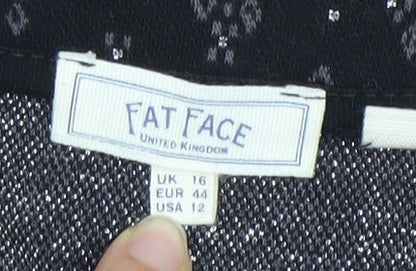 FAT FACE
UNITED KINGDOM
UK 16
EUR 44
USA 12